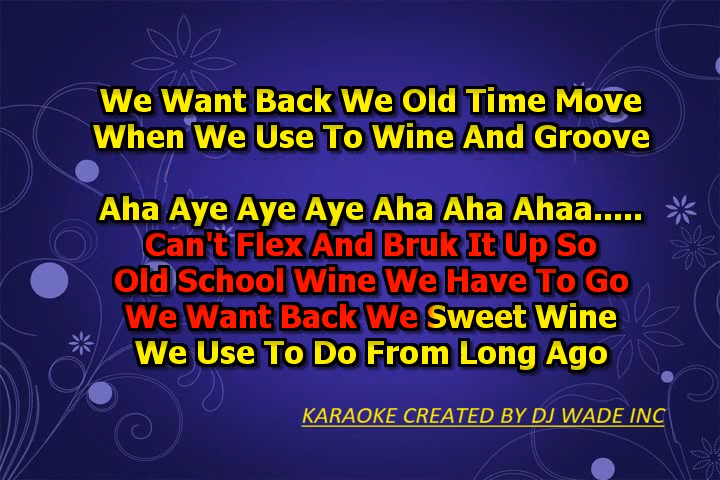 We Want Back We Old Time Move
When We Use To Wine And Groove
Aha Aye Aye Aye Aha Aha Ahaa.....
Can't Flex And Bruk It Up So
Old School Wine We Have To Go
We Want Back We Sweet Wine
We Use To Do From Long Ago
KARAOKE CREATED BY DJ WADE INC